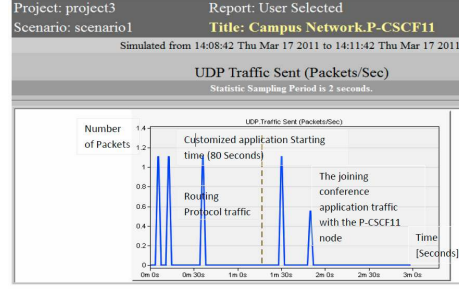 Project: project3
Report: User Selected
Scenario: scenario1
Title: Campus Network.P-CSCF11
Simulated from 14:08:42 Thu Mar 17 2011 to 14:11:42 Thu Mar 17 2011
UDP Traffic Sent (Packets/Sec)
Statistic Sampling Period is 2 seconds.
UDP.Traffic Sent (Packets/Sec)
Number
of Packets
1.4
1.2
1
0.8
0.6
0.4
0.2
0
Customized application Starting
time (80 Seconds)
Routing
Protocol traffic
The joining
conference
application traffic
with the P-CSCF11
node
Time
[Seconds]
0m 0s
0m 30s
1m 0s
1m 30s
2m 0s
2m 30s
3m 0s